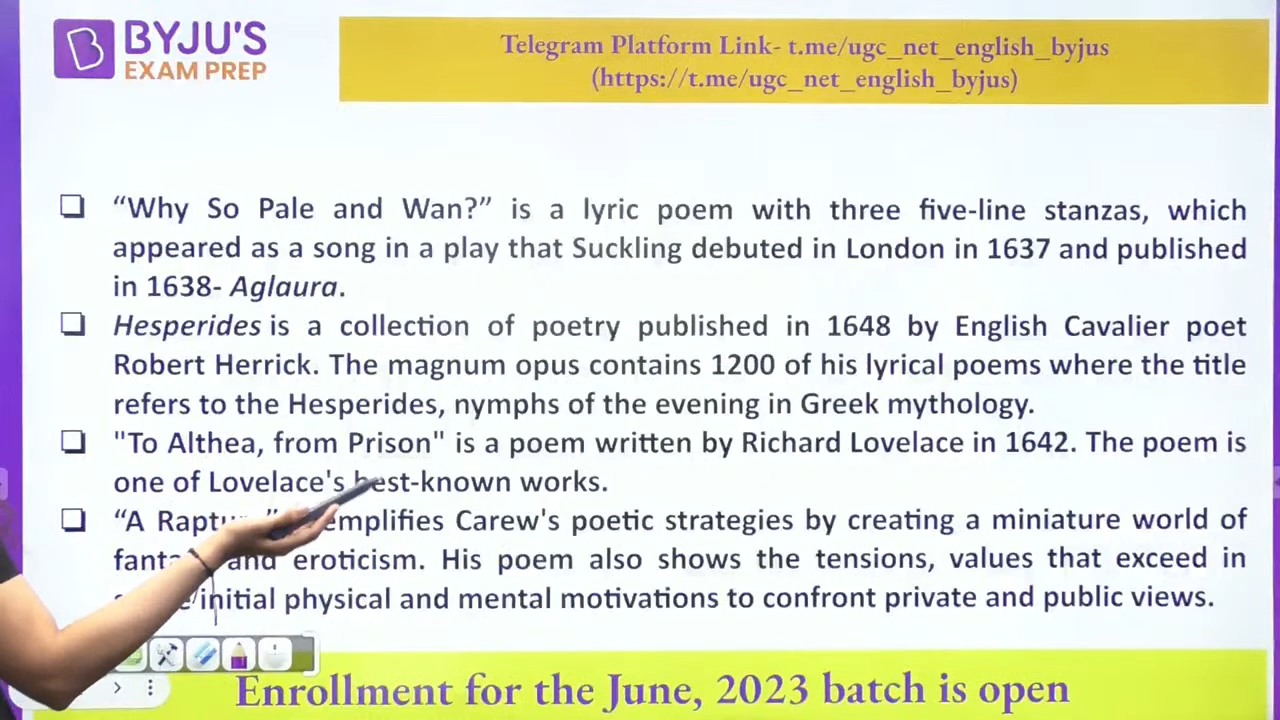 BYJU'S
EXAM PREP
Telegram Platform Link- t.me/ugc_net_english_byjus
(https://t.me/ugc_net_english_byjus)
“Why So Pale and Wan?” is a lyric poem with three five-line stanzas, which
appeared as a song in a play that Suckling debuted in London in 1637 and published
in 1638- Aglaura.
Hesperides is a collection of poetry published in 1648 by English Cavalier poet
Robert Herrick. The magnum opus contains 1200 of his lyrical poems where the title
refers to the Hesperides, nymphs of the evening in Greek mythology.
"To Althea, from Prison" is a poem written by Richard Lovelace in 1642. The poem is
one of Lovelace's best-known works.
“A Carew's poetic strategies by creating a miniature world of
and eroticism. His poem also shows the tensions, values that exceed in
initial physical and mental motivations to confront private and public views.
Enrollment for the June, 2023 batch is open